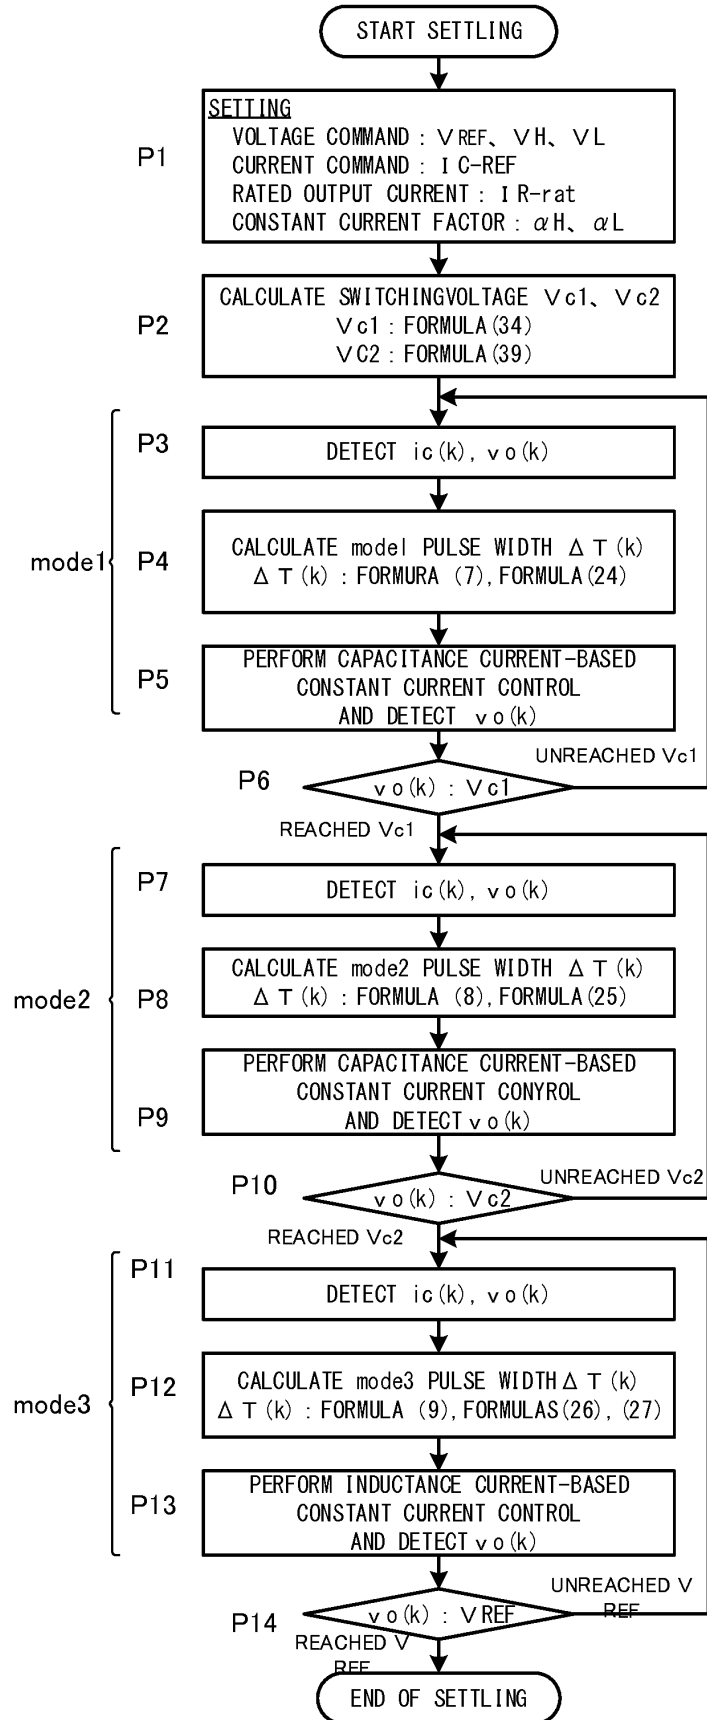 START SETTLING
P1
SETTING
VOLTAGE COMMAND : VREF、VH、VL
CURRENT COMMAND : IC-REF
RATED OUTPUT CURRENT : IR-rat
CONSTANT CURRENT FACTOR : αH、αL
P2
CALCULATE SWITCHINGVOLTAGE Vc1、Vc2
Vc1 : FORMULA(34)
VC2 : FORMULA(39)
mode1
P3
DETECT ic(k), vo(k)
P4
CALCULATE model PULSE WIDTH ΔT(k)
ΔT(k) : FORMURA (7), FORMULA(24)
P5
PERFORM CAPACITANCE CURRENT-BASED
CONSTANT CURRENT CONTROL
AND DETECT vo(k)
P6
vo(k) : Vc1
UNREACHED Vc1
REACHED Vc1
mode2
P7
DETECT ic(k), vo(k)
P8
CALCULATE mode2 PULSE WIDTH ΔT(k)
ΔT(k) : FORMULA (8), FORMULA(25)
P9
PERFORM CAPACITANCE CURRENT-BASED
CONSTANT CURRENT CONYROL
AND DETECT vo(k)
P10
vo(k) : Vc2
UNREACHED Vc2
REACHED Vc2
mode3
P11
DETECT ic(k), vo(k)
P12
CALCULATE mode3 PULSE WIDTH ΔT(k)
ΔT(k) : FORMULA (9), FORMULAS(26), (27)
P13
PERFORM INDUCTANCE CURRENT-BASED
CONSTANT CURRENT CONTROL
AND DETECT vo(k)
P14
vo(k) : VREF
UNREACHED V
REF
REACHED V
REF
END OF SETTLING